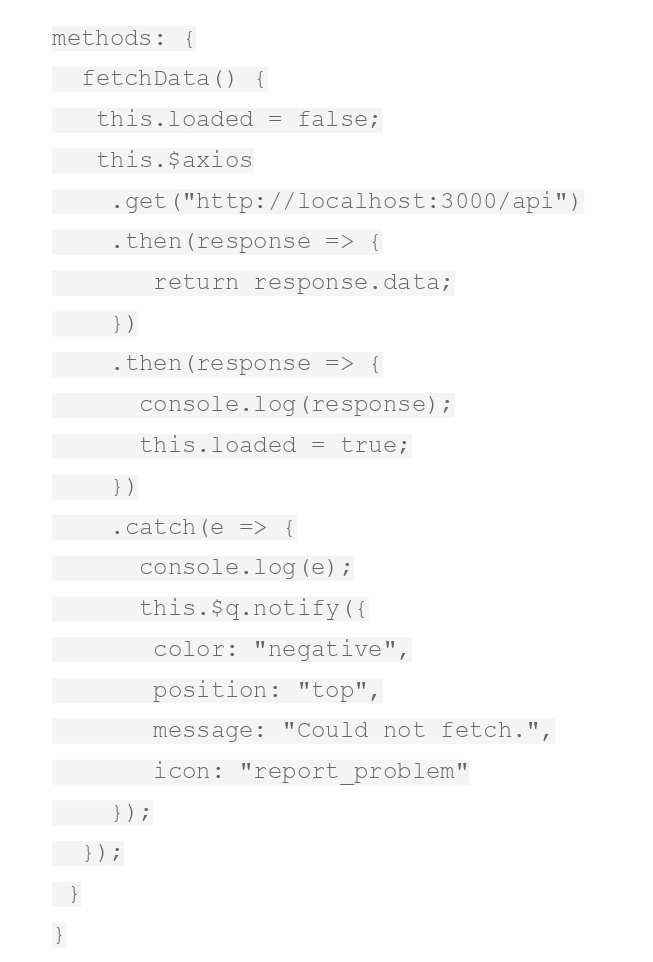 methods: {
  fetchData() {
   this.loaded = false;
   this.$axios
    .get("http://localhost:3000/api")
    .then(response => {
       return response.data;
    })
    .then(response => {
      console.log(response);
      this.loaded = true;
    })
    .catch(e => {
      console.log(e);
      this.$q.notify({
       color: "negative",
       position: "top",
       message: "Could not fetch.",
       icon: "report_problem"
    });
  });
 }
}